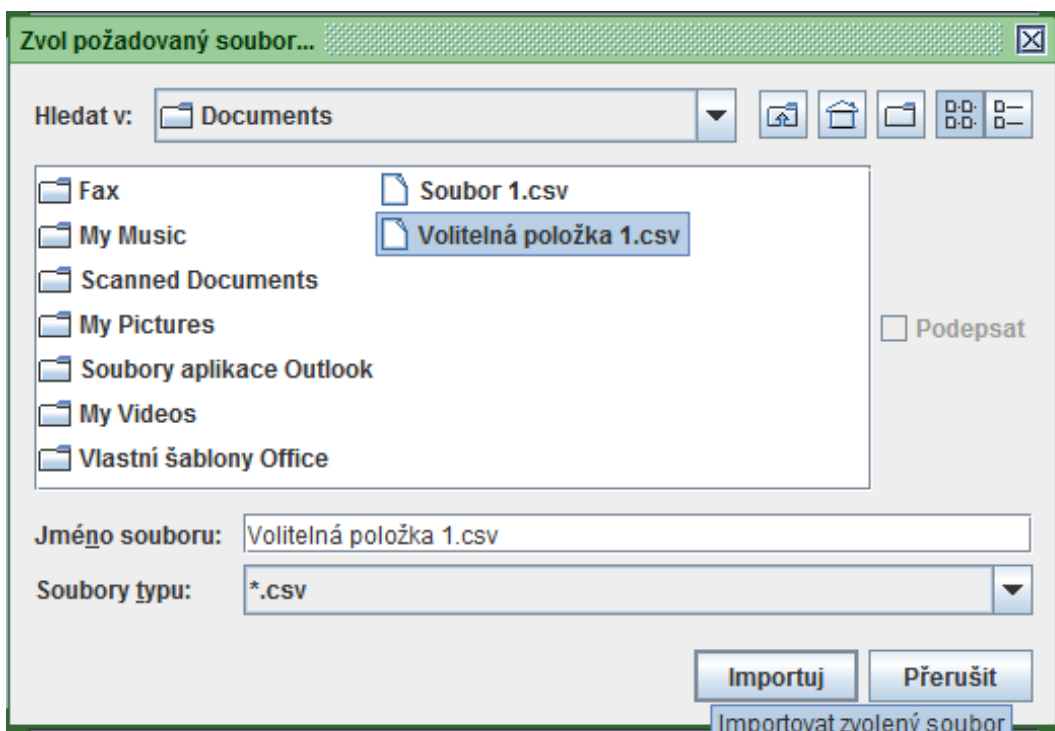 Zvol požadovaný soubor...
Hledat v: Documents
Fax
My Music
Scanned Documents
My Pictures
Soubory aplikace Outlook
My Videos
Vlastní šablony Office
Soubor 1.csv
Volitelná položka 1.csv
Podepsat
Jméno souboru: Volitelná položka 1.csv
Soubory typu: *.csv
Importuj Přerušit
Importovat zvolený soubor